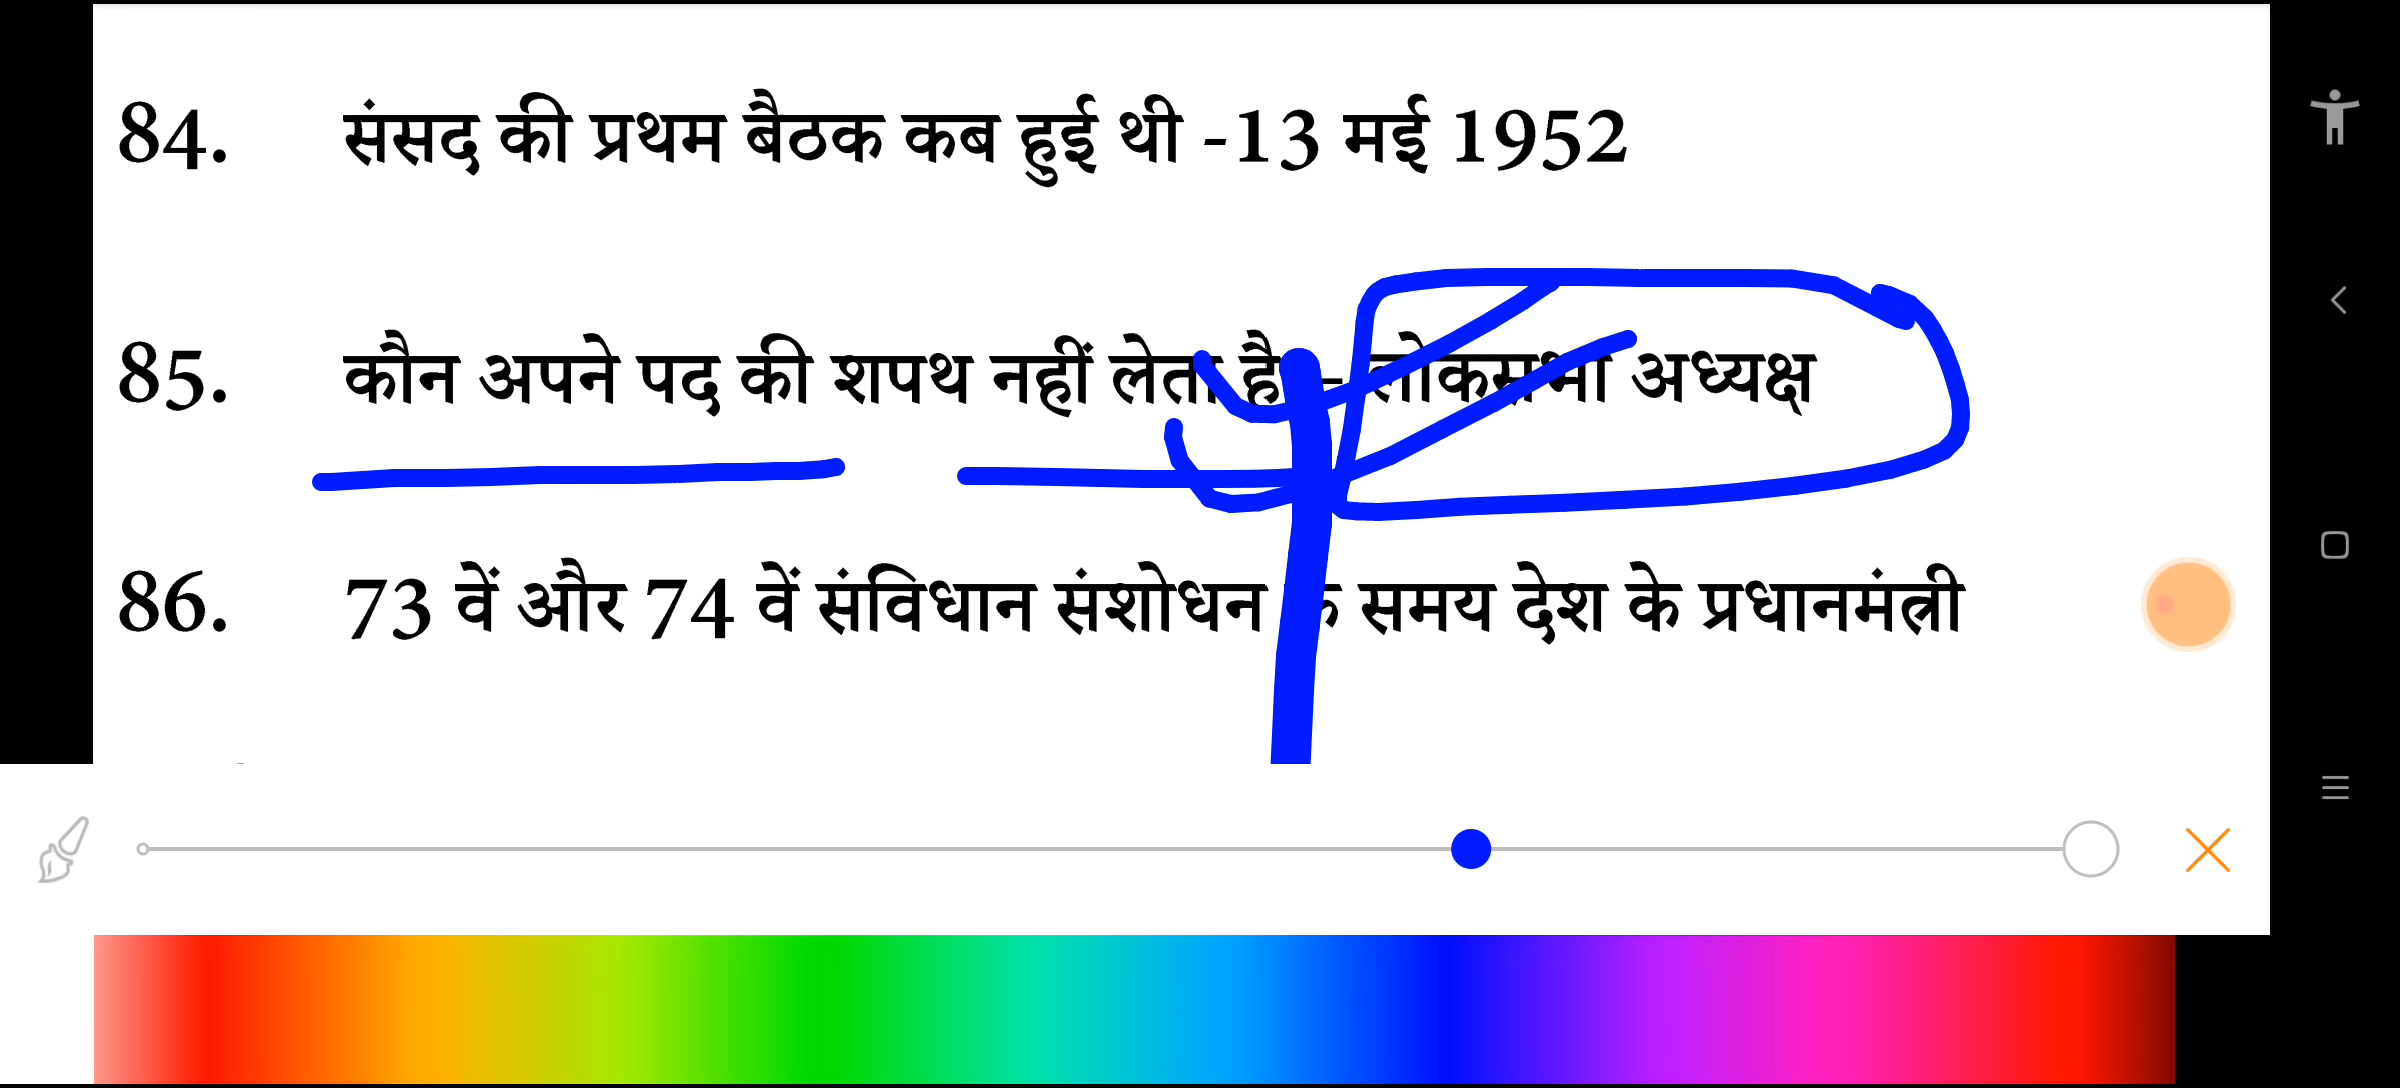 84. संसद की प्रथम बैठक कब हुई थी -13 मई 1952
85. कौन अपने पद की शपथ नहीं लेता है - लोकसभा अध्यक्ष
86. 73 वें और 74 वें संविधान संशोधन के समय देश के प्रधानमंत्री